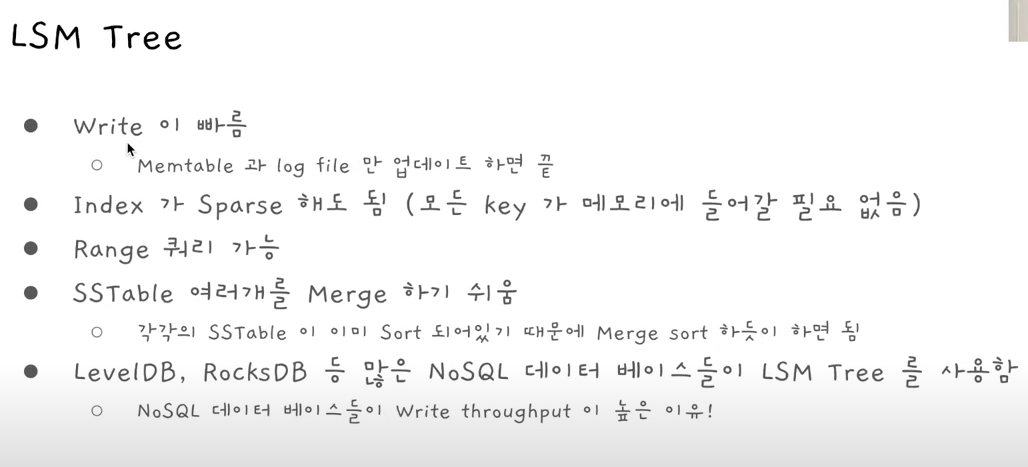 LSM Tree
● Write 이 빠름
○ Memtable 과 log file 만 업데이트 하면 끝
● Index 가 Sparse 해도 됨 (모든 key 가 메모리에 들어갈 필요 없음)
● Range 쿼리 가능
● SSTable 여러개를 Merge 하기 쉬움
○ 각각의 SSTable 이 이미 Sort 되어있기 때문에 Merge sort 하듯이 하면 됨
● LevelDB, RocksDB 등 많은 NoSQL 데이터 베이스들이 LSM Tree 를 사용함
○ NoSQL 데이터 베이스들이 Write throughput 이 높은 이유!